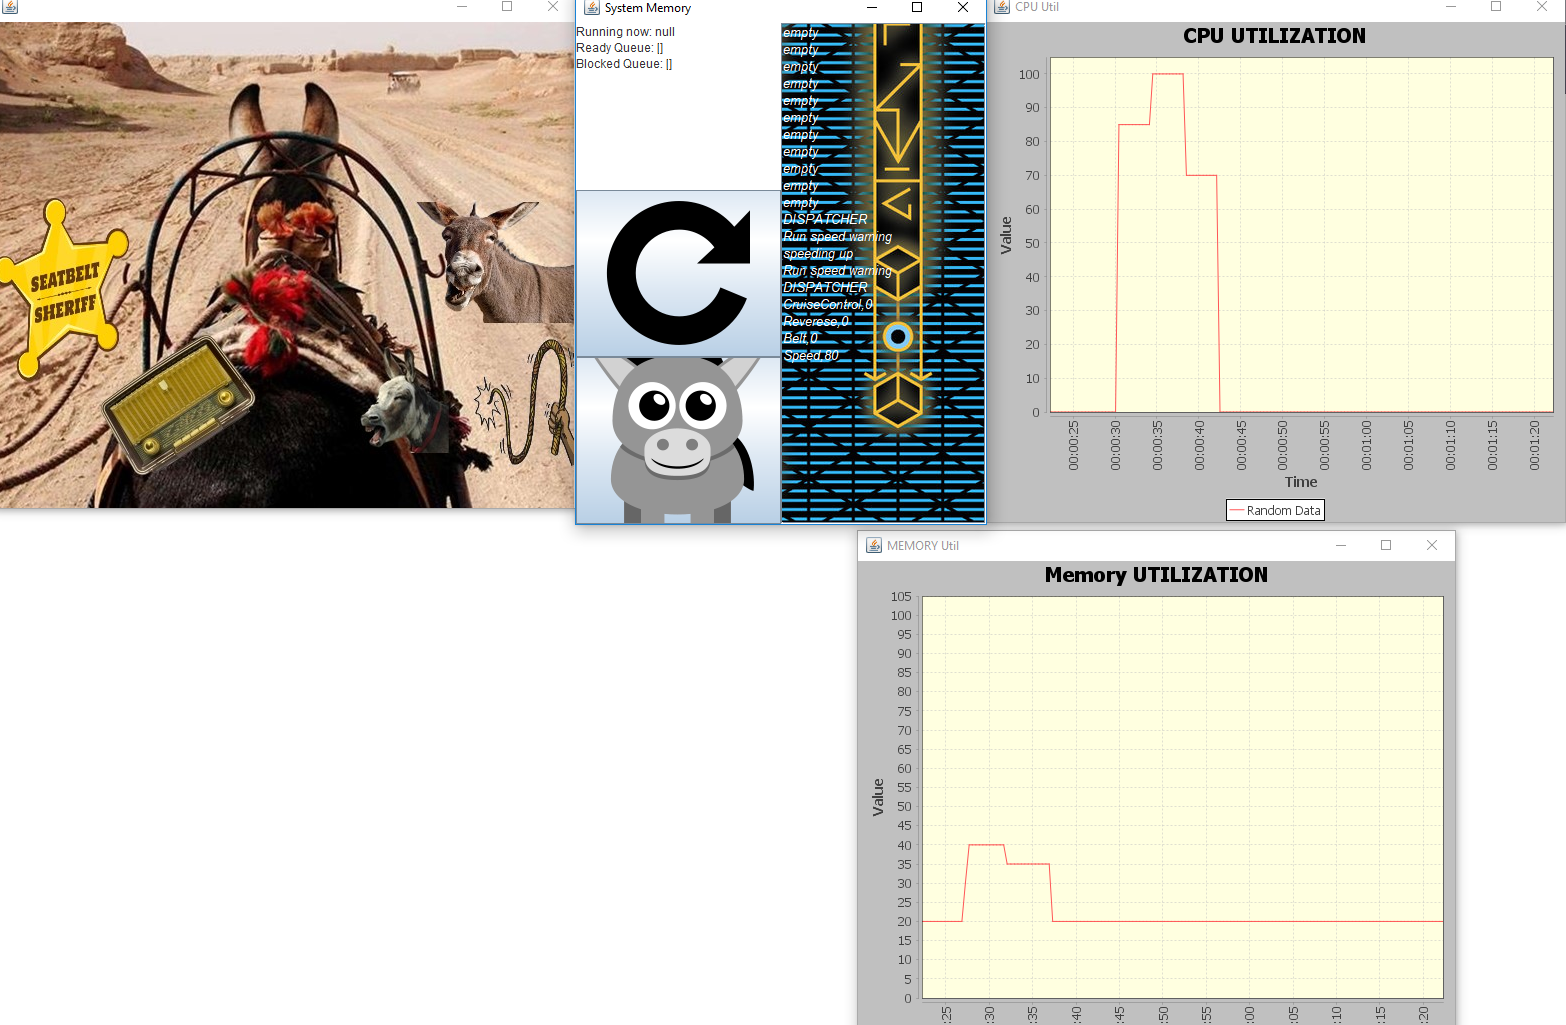 SEATBELT
SHERIFF
System Memory
Running now: null
Ready Queue: []
Blocked Queue: []
empty
empty
empty
empty
empty
empty
empty
empty
empty
empty
empty
DISPATCHER
Run speed warning
speeding up
Run speed warning
DISPATCHER
CruiseControl,0
Reverese,0
Belt,0
Speed,80
CPU Util
CPU UTILIZATION
Value
100
90
80
70
60
50
40
30
20
10
0
00:00:25
00:00:30
00:00:35
00:00:40
00:00:45
00:00:50
00:00:55
00:01:00
00:01:05
00:01:10
00:01:15
00:01:20
Time
Random Data
MEMORY Util
Memory UTILIZATION
Value
105
100
95
90
85
80
75
70
65
60
55
50
45
40
35
30
25
20
15
10
5
0
:25
:30
:35
:40
:45
:50
:55
:00
:05
:10
:15
:20